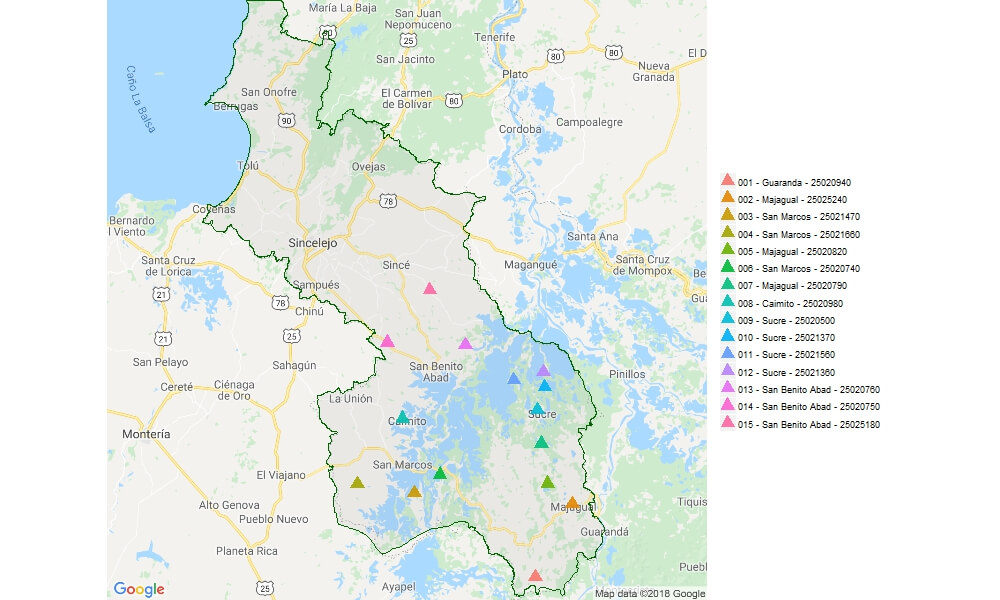 María La Baja
San Juan
Nepomuceno
90
25
Tenerife
80
80
El D
San Jacinto
Plato
Nueva
Granada
San Onofre
Berrugas
El Carmen
de Bolívar
80
Caño La Balsa
90
Cordoba
Campoalegre
Tolú
Ovejas
78
Coveñas
Bernardo
l Viento
Sincelejo
Santa Ana
Santa Cruz
de Lorica
Sincé
Magangué
Santa Cruz
de Mompox
Be
Sampués
Gua
21
78
Chinú
21
25
San Pelayo
Sahagún
San Benito
Abad
Pinillos
Cereté
Ciénaga
de Oro
La Unión
Caimito
Sucre
Montería
San Marcos
El Viajano
Alto Genova
Majagual
Tiquis
Pueblo Nuevo
Guarandá
Planeta Rica
Puebl
25
Ayapel
Google
Map data ©2018 Google
001 - Guaranda - 25020940
002 - Majagual - 25025240
003 - San Marcos - 25021470
004 - San Marcos - 25021660
005 - Majagual - 25020820
006 - San Marcos - 25020740
007 - Majagual - 25020790
008 - Caimito - 25020980
009 - Sucre - 25020500
010 - Sucre - 25021370
011 - Sucre - 25021560
012 - Sucre - 25021360
013 - San Benito Abad - 25020760
014 - San Benito Abad - 25020750
015 - San Benito Abad - 25025180